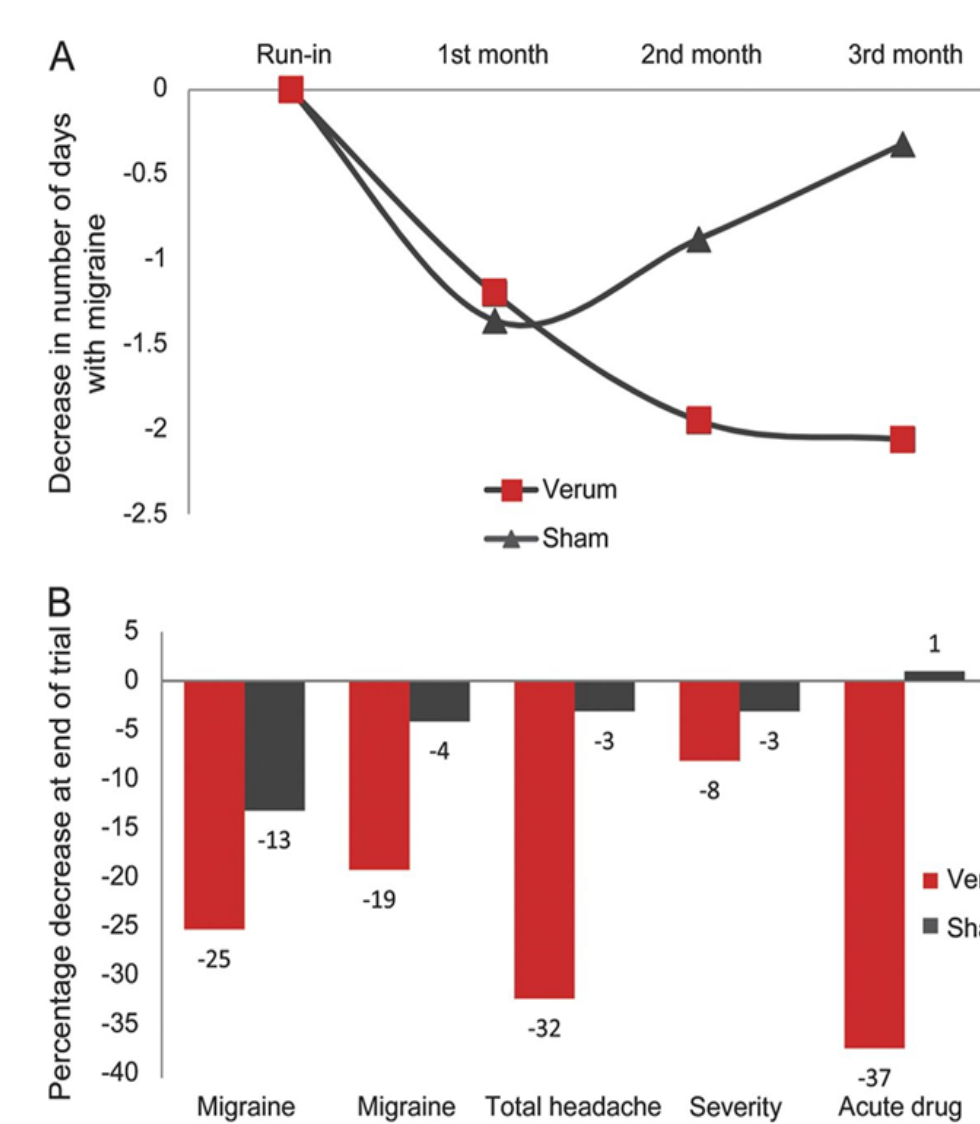 A
Run-in 1st month 2nd month 3rd month
Decrease in number of days
with migraine
0
-0.5
-1
-1.5
-2
-2.5
Verum
Sham
B
Percentage decrease at end of trial
5
0
-5
-10
-15
-20
-25
-30
-35
-40
-25
-13
-19
-4
-32
-3
-8
-3
-37
1
Ver
Sha
Migraine Migraine Total headache Severity Acute drug